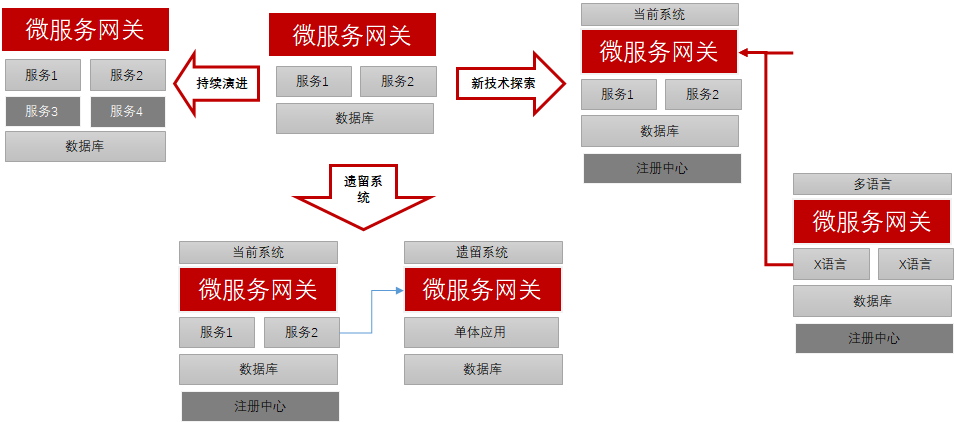 微服务网关
服务1
服务2
服务3
服务4
数据库
持续演进
微服务网关
服务1
服务2
数据库
新技术探索
当前系统
微服务网关
服务1
服务2
数据库
注册中心
遗留系
统
当前系统
微服务网关
服务1
服务2
数据库
注册中心
遗留系统
微服务网关
单体应用
数据库
多语言
微服务网关
X语言
X语言
数据库
注册中心